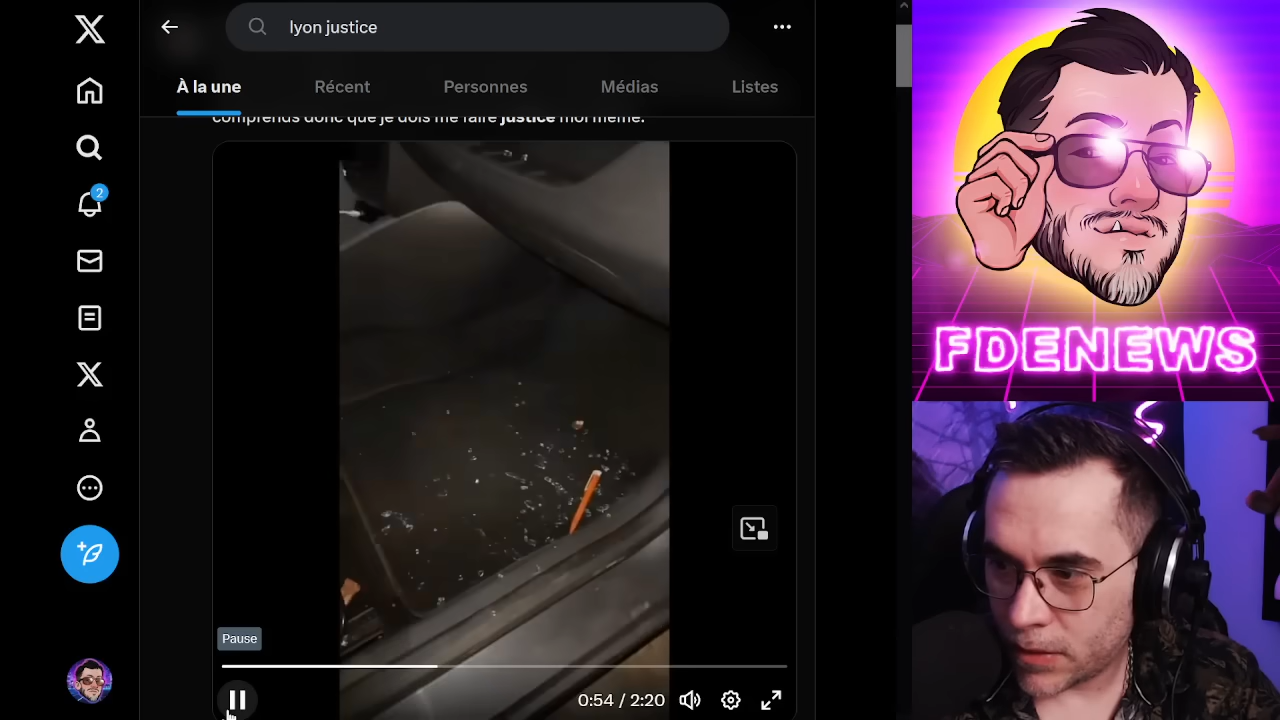 lyon justice
À la une
Récent
Personnes
Médias
Listes
comprends donc que je dois me faire justice moi même.
2
Pause
0:54 / 2:20
FDENEWS